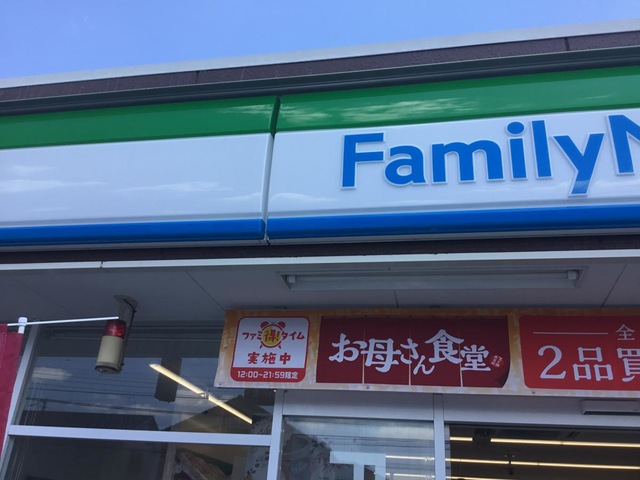 FamilyM
ファミ得!タイム
実施中
12:00~21:59限定
お母さん食堂
全
2品買